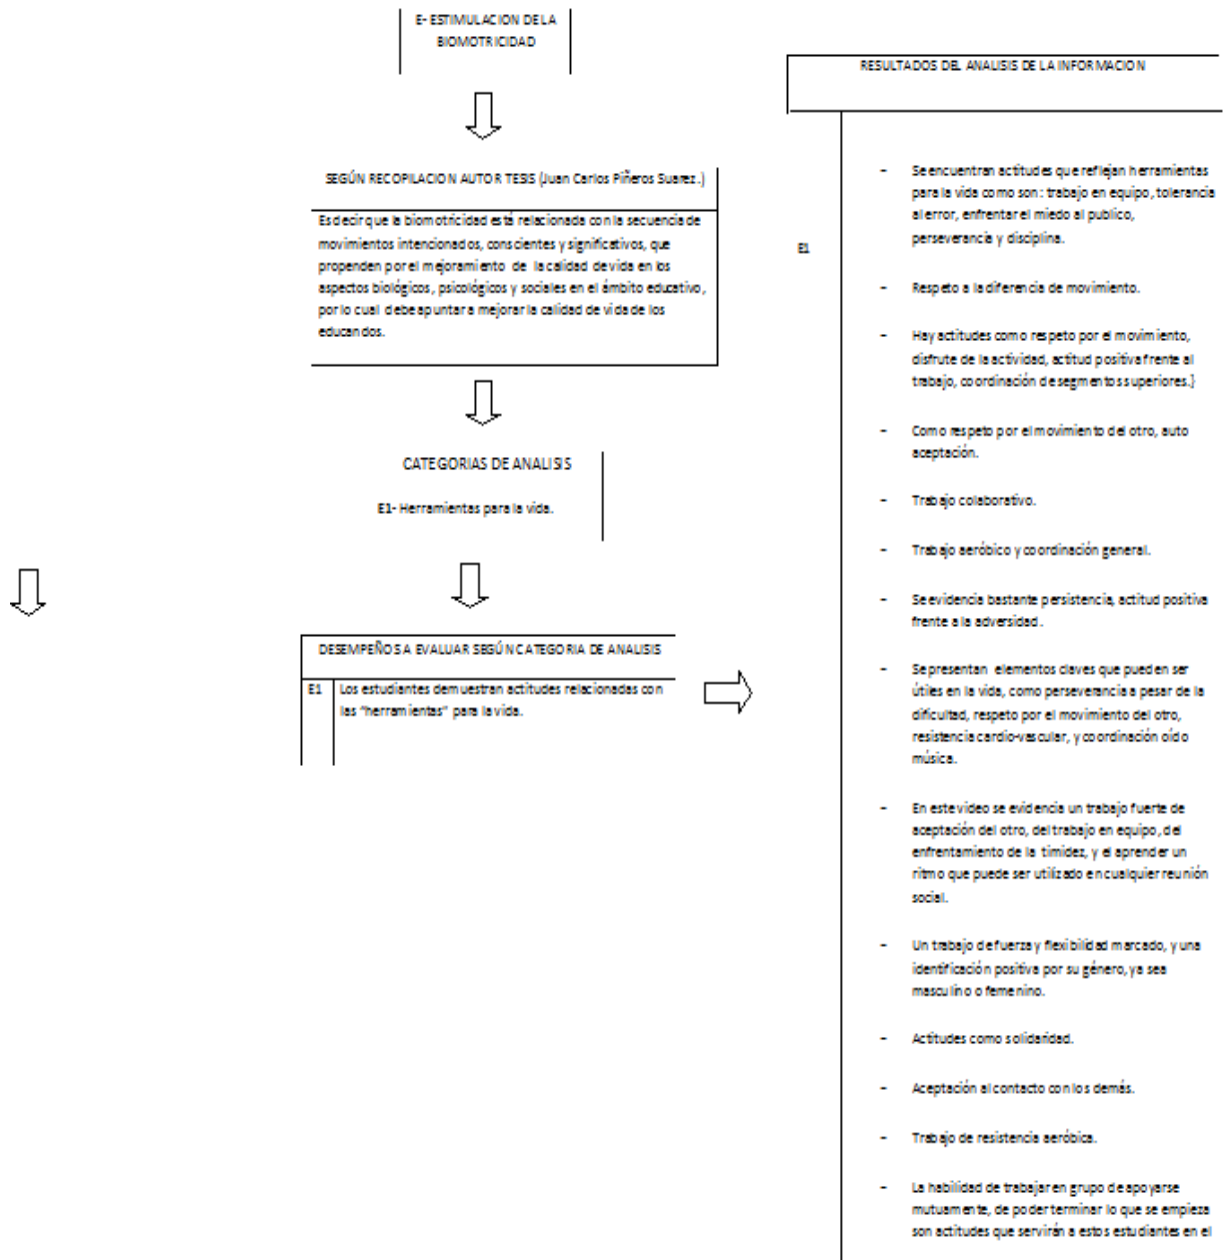 E- ESTIMULACION DE LA
BIOMOTRICIDAD
SEGÚN RECOPILACION AUTOR TESIS (Juan Carlos Piñeros Suarez.)
Es decir que la biomotricidad está relacionada con la secuencia de
movimientos intencionados, conscientes y significativos, que
propenden por el mejoramiento de la calidad de vida en los
aspectos biológicos, psicológicos y sociales en el ámbito educativo,
por lo cual debe apuntar a mejorar la calidad de vida de los
educandos.
CATEGORIAS DE ANALISIS
E1- Herramientas para la vida.
DESEMPEÑOS A EVALUAR SEGÚN CATEGORIA DE ANALISIS
E1 Los estudiantes demuestran actitudes relacionadas con
las "herramientas" para la vida.
RESULTADOS DEL ANALISIS DE LA INFORMACION
E1
- Se encuentran actitudes que reflejan herramientas
para la vida como son: trabajo en equipo, tolerancia
al error, enfrentar el miedo al publico,
perseverancia y disciplina.
- Respeto a la diferencia de movimiento.
- Hay actitudes como respeto por el movimiento,
disfrute de la actividad, actitud positiva frente al
trabajo, coordinación de segmentos superiores.}
- Como respeto por el movimiento del otro, auto
aceptación.
- Trabajo colaborativo.
- Trabajo aeróbico y coordinación general.
- Se evidencia bastante persistencia, actitud positiva
frente a la adversidad.
- Se presentan elementos claves que pueden ser
útiles en la vida, como perseverancia a pesar de la
dificultad, respeto por el movimiento del otro,
resistencia cardio-vascular, y coordinación oído
música.
- En este video se evidencia un trabajo fuerte de
aceptación del otro, del trabajo en equipo, del
enfrentamiento de la timidez, y el aprender un
ritmo que puede ser utilizado en cualquier reunión
social.
- Un trabajo de fuerza y flexibilidad marcado, y una
identificación positiva por su género, ya sea
masculino o femenino.
- Actitudes como solidaridad.
- Aceptación al contacto con los demás.
- Trabajo de resistencia aeróbica.
- La habilidad de trabajar en grupo de apoyarse
mutuamente, de poder terminar lo que se empieza
son actitudes que servirán a estos estudiantes en el